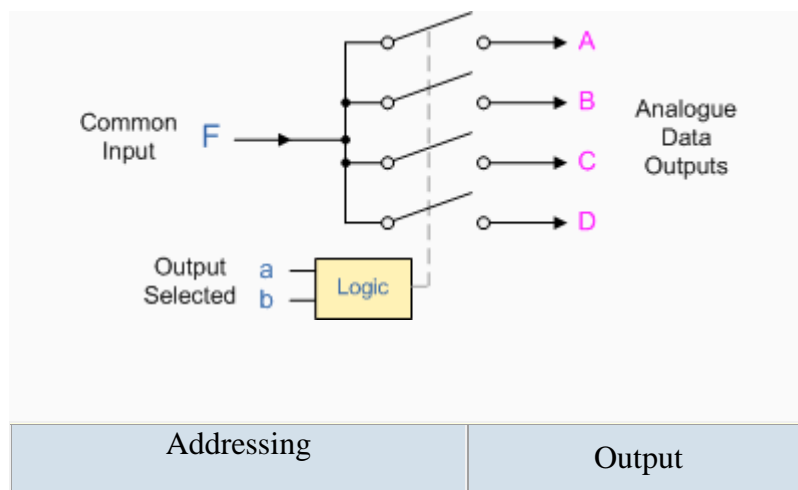 A
B
C
D
Common
Input
F
Analogue
Data
Outputs
Output
Selected
a
b
Logic
Addressing
Output